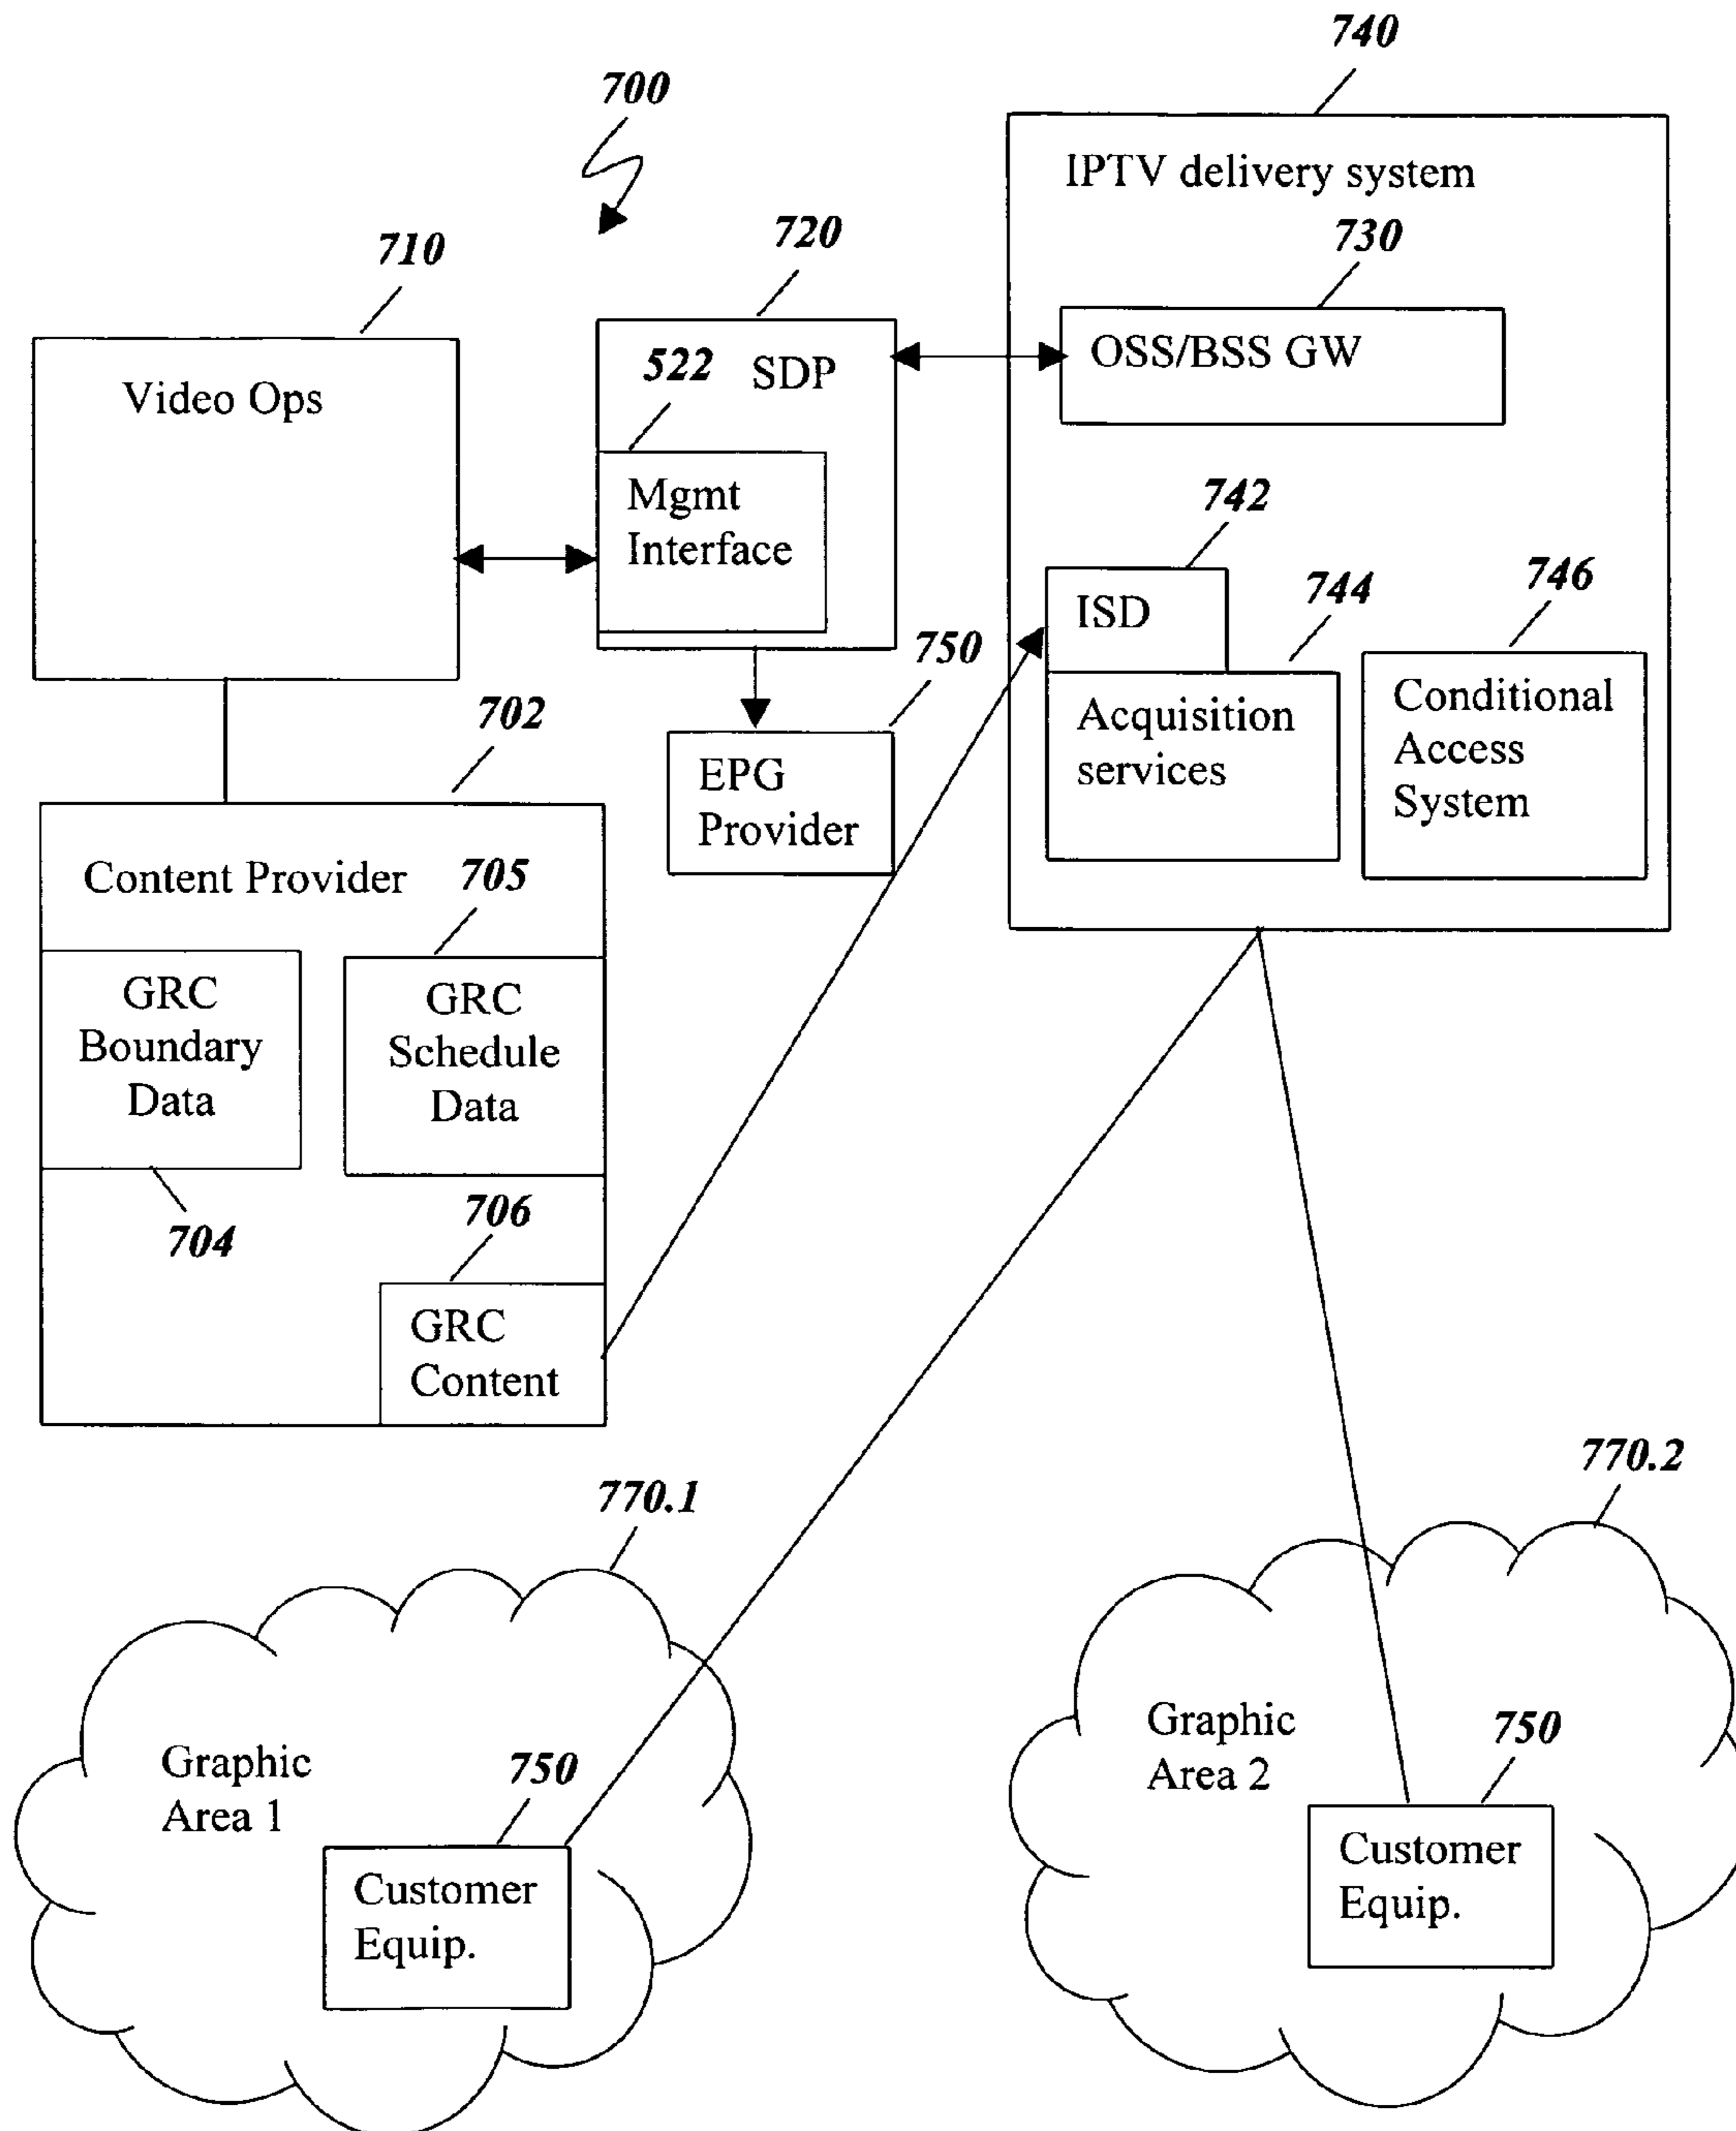 740
700
IPTV delivery system
720
730
710
522
SDP
OSS/BSS GW
Video Ops
Mgmt
Interface
742
744
746
ISD
750
702
Acquisition
services
Conditional
Access
System
EPG
Provider
Content Provider
705
GRC
Boundary
Data
GRC
Schedule
Data
704
706
GRC
Content
770.1
770.2
Graphic
Area 1
750
Customer
Equip.
Graphic
Area 2
750
Customer
Equip.